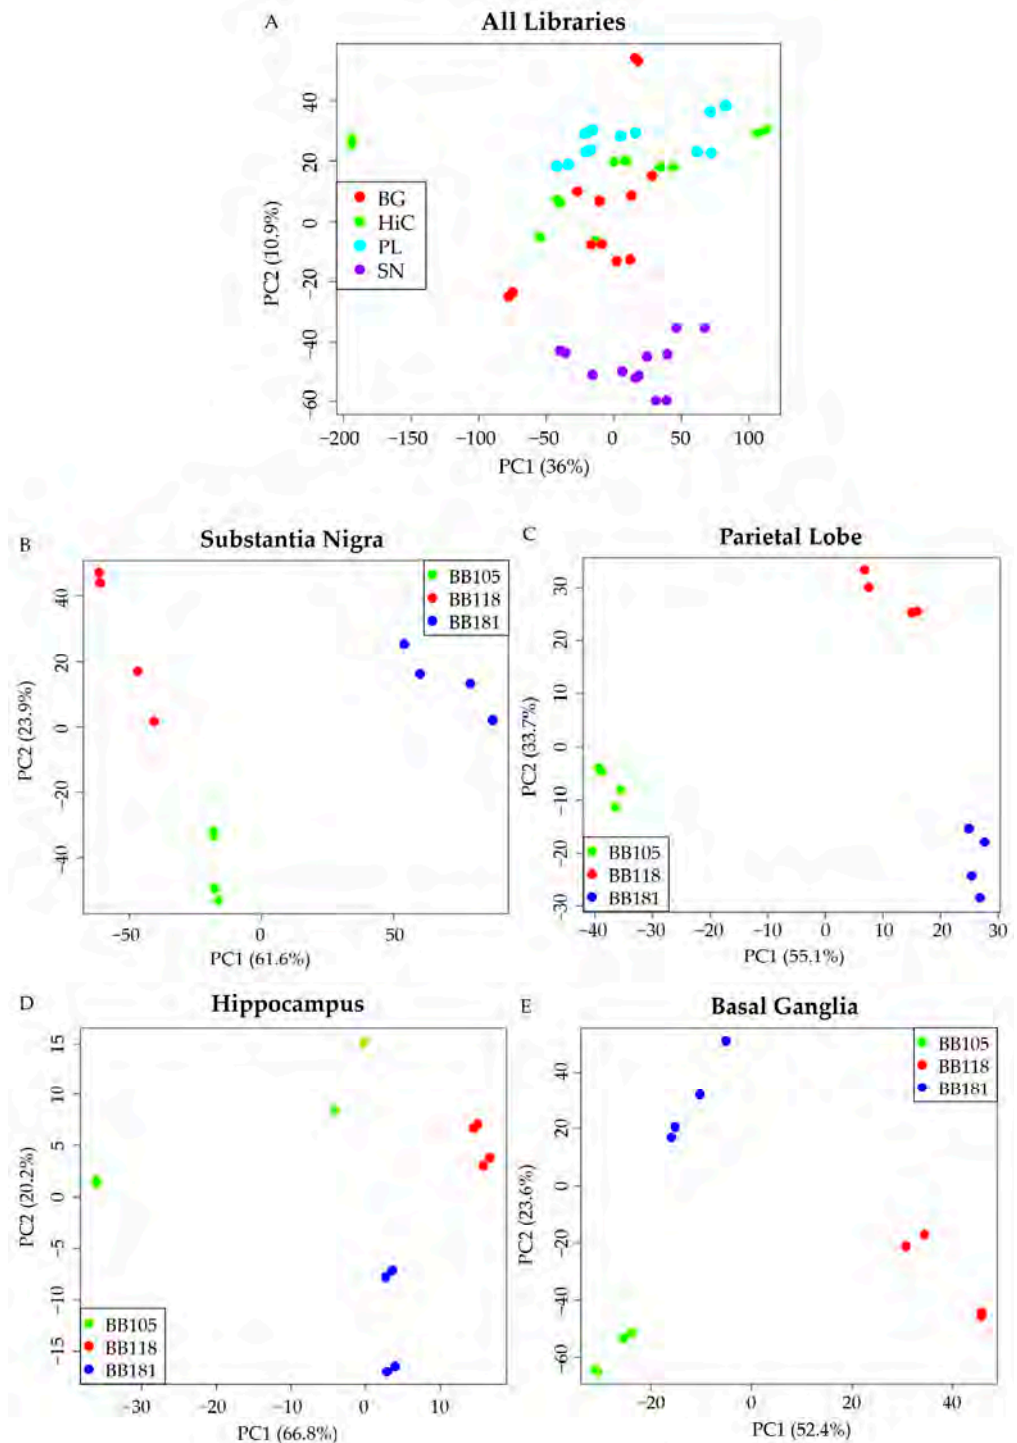 A
All Libraries
PC2 (10.9%)
40
20
0
−20
−40
−60
BG
HiC
PL
SN
−200 −150 −100 −50 0 50 100
PC1 (36%)
B
Substantia Nigra
PC2 (23.9%)
40
20
0
−20
−40
BB105
BB118
BB181
−50 0 50
PC1 (61.6%)
C
Parietal Lobe
PC2 (33.7%)
30
20
10
0
−10
−20
−30
BB105
BB118
BB181
−40 −30 −20 −10 0 10 20 30
PC1 (55.1%)
D
Hippocampus
PC2 (20.2%)
15
10
5
0
−5
−10
−15
BB105
BB118
BB181
−30 −20 −10 0 10
PC1 (66.8%)
E
Basal Ganglia
PC2 (23.6%)
40
20
0
−20
−40
−60
BB105
BB118
BB181
−20 0 20 40
PC1 (52.4%)